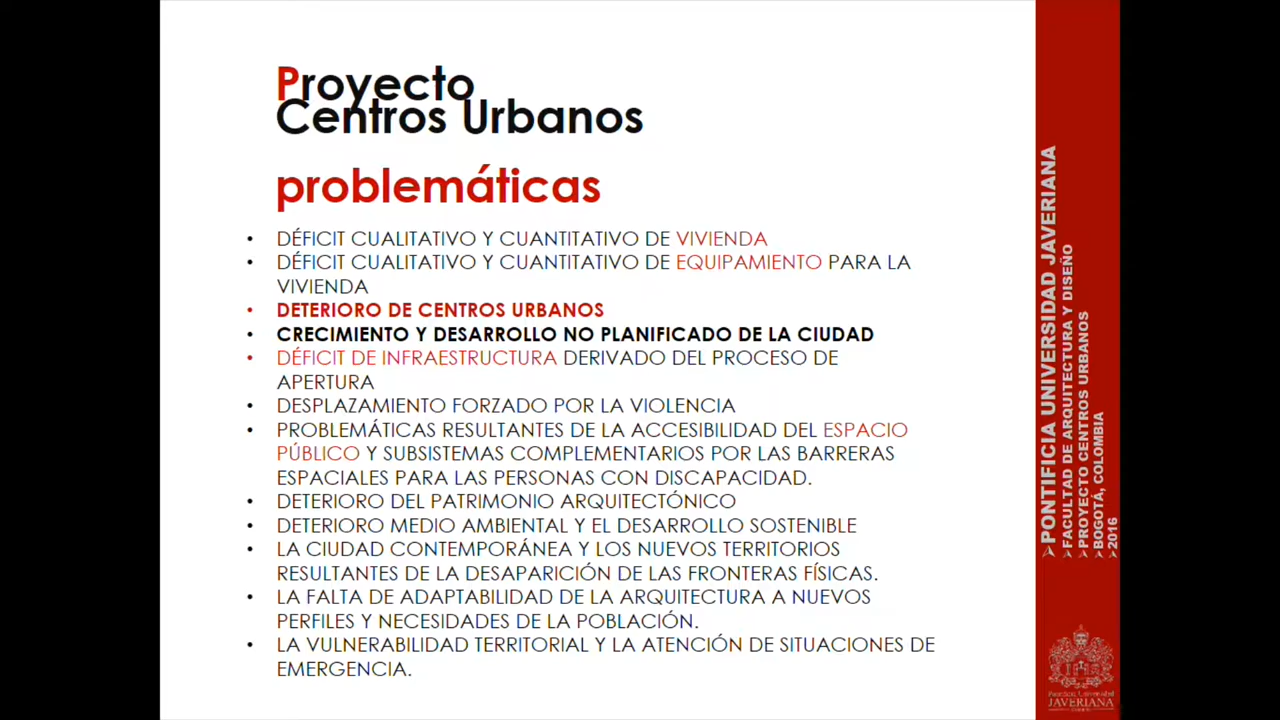 Proyecto
Centros Urbanos
problemáticas
• DÉFICIT CUALITATIVO Y CUANTITATIVO DE VIVIENDA
• DÉFICIT CUALITATIVO Y CUANTITATIVO DE EQUIPAMIENTO PARA LA
VIVIENDA
• DETERIORO DE CENTROS URBANOS
• CRECIMIENTO Y DESARROLLO NO PLANIFICADO DE LA CIUDAD
• DÉFICIT DE INFRAESTRUCTURA DERIVADO DEL PROCESO DE
APERTURA
• DESPLAZAMIENTO FORZADO POR LA VIOLENCIA
• PROBLEMÁTICAS RESULTANTES DE LA ACCESIBILIDAD DEL ESPACIO
PÚBLICO Y SUBSISTEMAS COMPLEMENTARIOS POR LAS BARRERAS
ESPACIALES PARA LAS PERSONAS CON DISCAPACIDAD.
• DETERIORO DEL PATRIMONIO ARQUITECTÓNICO
• DETERIORO MEDIO AMBIENTAL Y EL DESARROLLO SOSTENIBLE
• LA CIUDAD CONTEMPORÁNEA Y LOS NUEVOS TERRITORIOS
RESULTANTES DE LA DESAPARICIÓN DE LAS FRONTERAS FÍSICAS.
• LA FALTA DE ADAPTABILIDAD DE LA ARQUITECTURA A NUEVOS
PERFILES Y NECESIDADES DE LA POBLACIÓN.
• LA VULNERABILIDAD TERRITORIAL Y LA ATENCIÓN DE SITUACIONES DE
EMERGENCIA.
PONTIFICIA UNIVERSIDAD JAVERIANA
FACULTAD DE ARQUITECTURA Y DISEÑO
PROYECTO CENTROS URBANOS
BOGOTÁ, COLOMBIA
2016
Pontificia Universidad
JAVERIANA